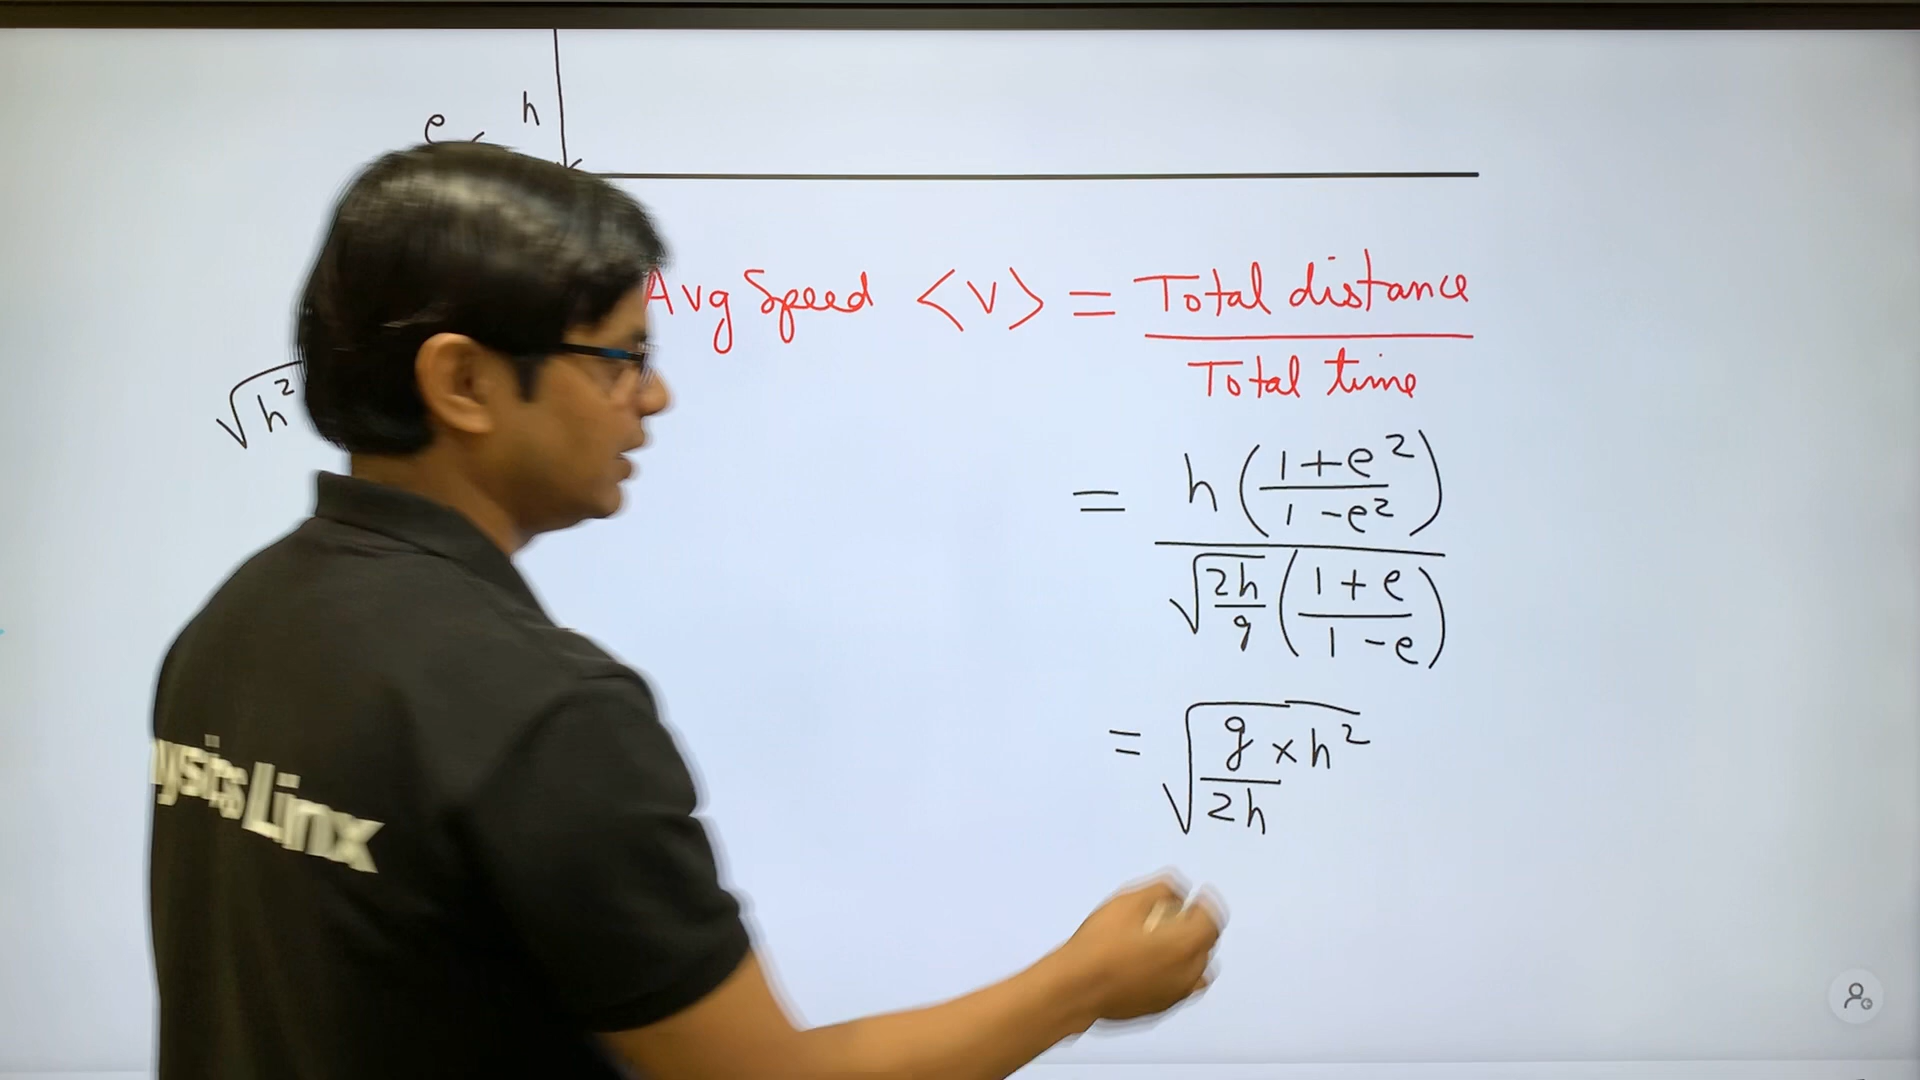 e h
Avg Speed <v> = Total distance
Total time
√h²
= h (1+e² / 1-e²)
√2h/g (1+e / 1-e)
= √g/2h × h²
ysicsLinx